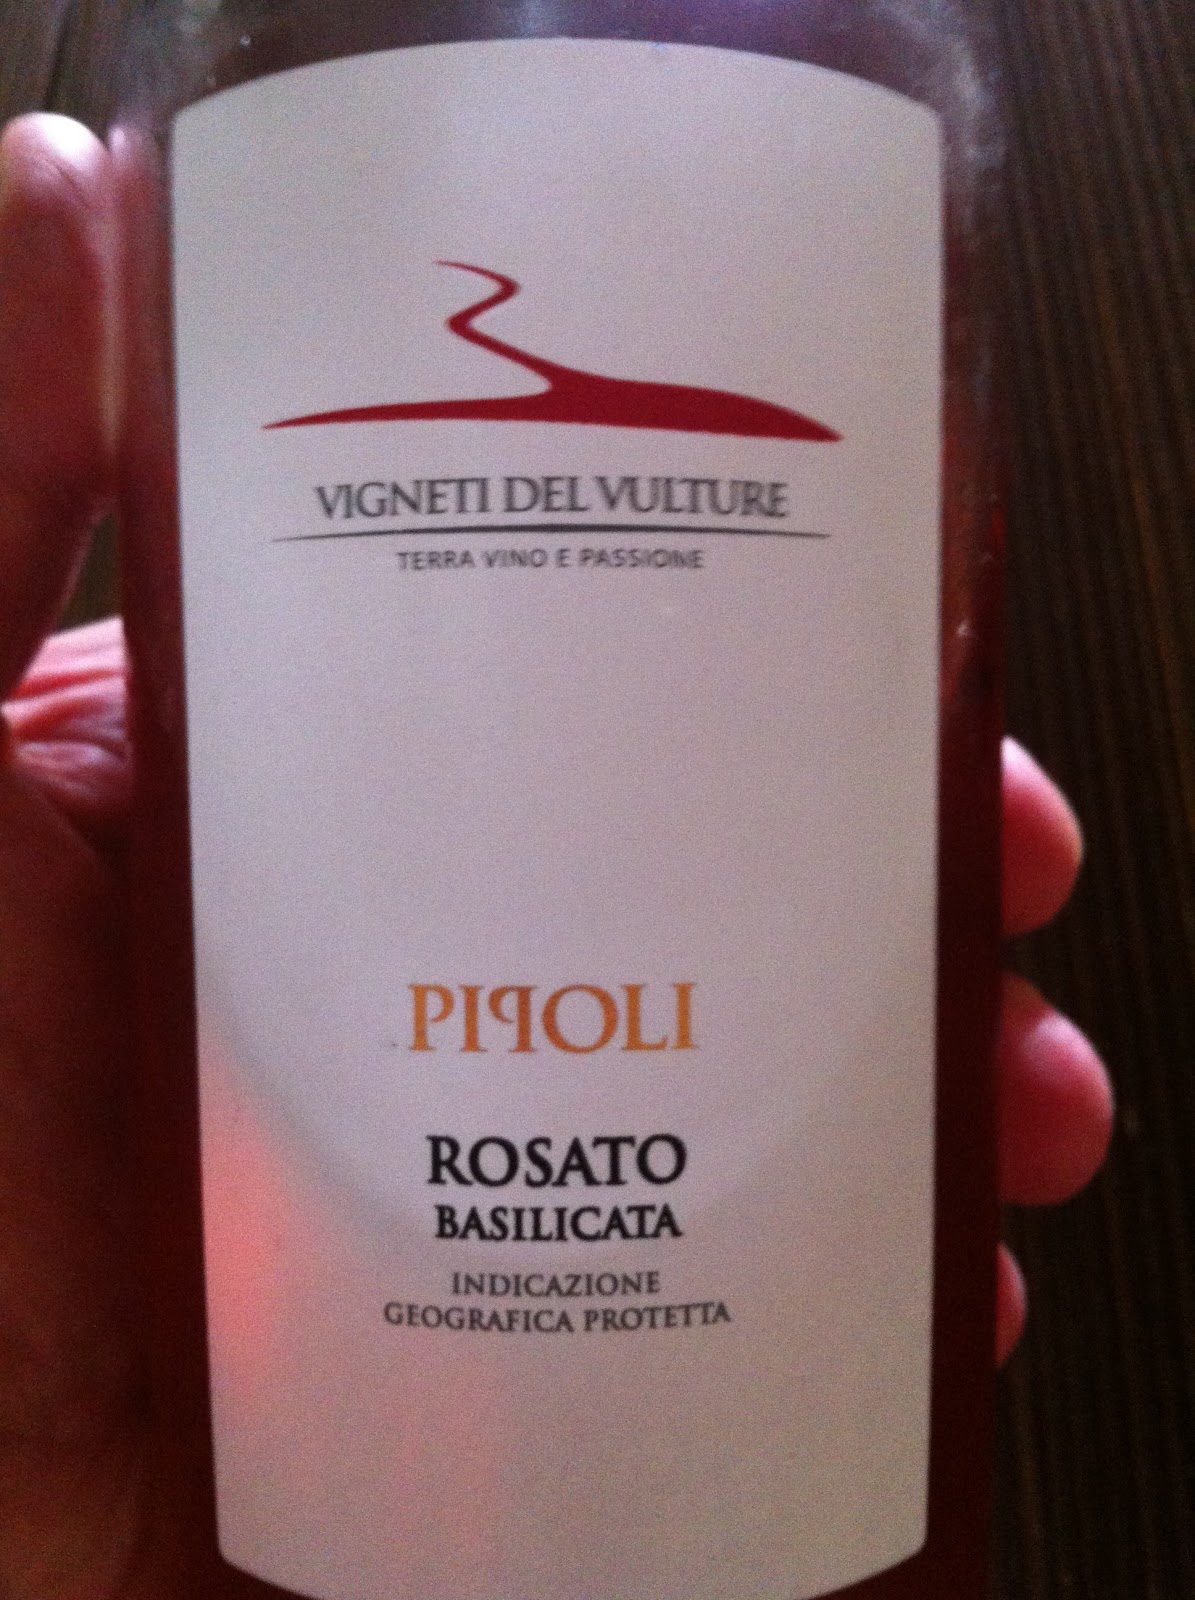 VIGNETI DEL VULTURE
TERRA VINO E PASSIONE
PIPOLI
ROSATO
BASILICATA
INDICAZIONE
GEOGRAFICA PROTETTA